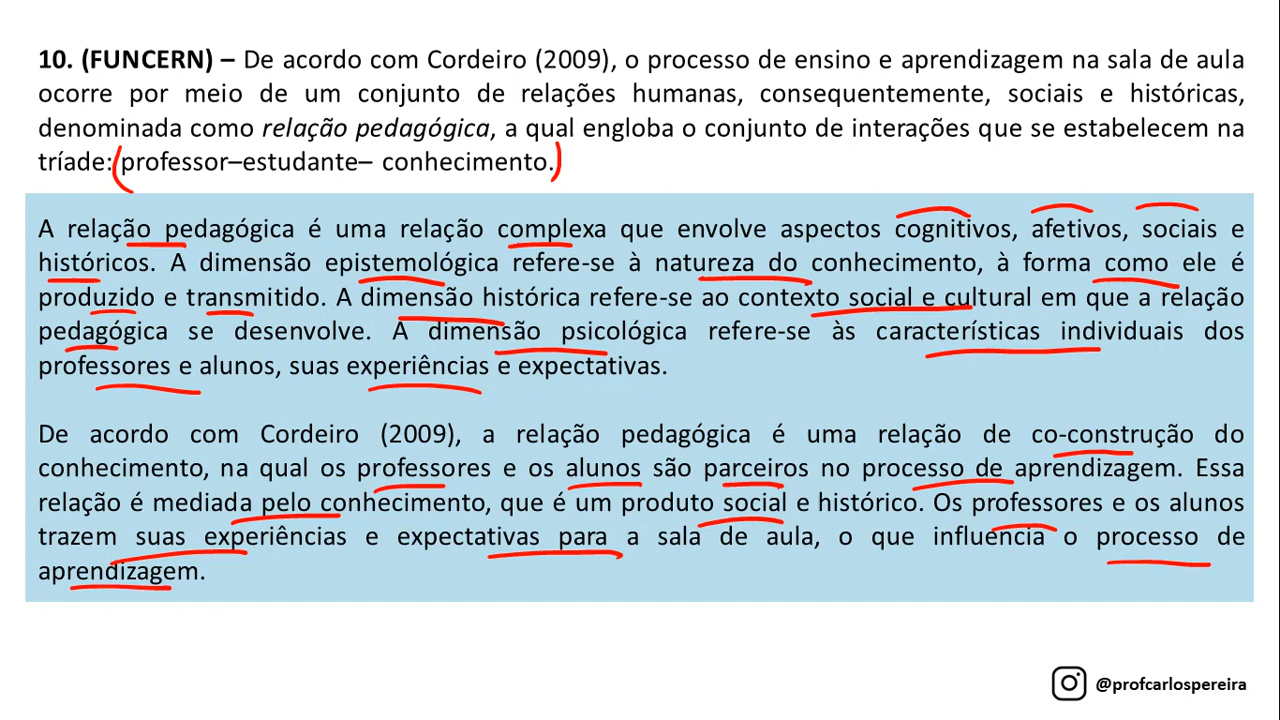 10. (FUNCERN) – De acordo com Cordeiro (2009), o processo de ensino e aprendizagem na sala de aula
ocorre por meio de um conjunto de relações humanas, consequentemente, sociais e históricas,
denominada como relação pedagógica, a qual engloba o conjunto de interações que se estabelecem na
tríade: professor–estudante– conhecimento.
A relação pedagógica é uma relação complexa que envolve aspectos cognitivos, afetivos, sociais e
históricos. A dimensão epistemológica refere-se à natureza do conhecimento, à forma como ele é
produzido e transmitido. A dimensão histórica refere-se ao contexto social e cultural em que a relação
pedagógica se desenvolve. A dimensão psicológica refere-se às características individuais dos
professores e alunos, suas experiências e expectativas.
De acordo com Cordeiro (2009), a relação pedagógica é uma relação de co-construção do
conhecimento, na qual os professores e os alunos são parceiros no processo de aprendizagem. Essa
relação é mediada pelo conhecimento, que é um produto social e histórico. Os professores e os alunos
trazem suas experiências e expectativas para a sala de aula, o que influencia o processo de
aprendizagem.
@profcarlospereira